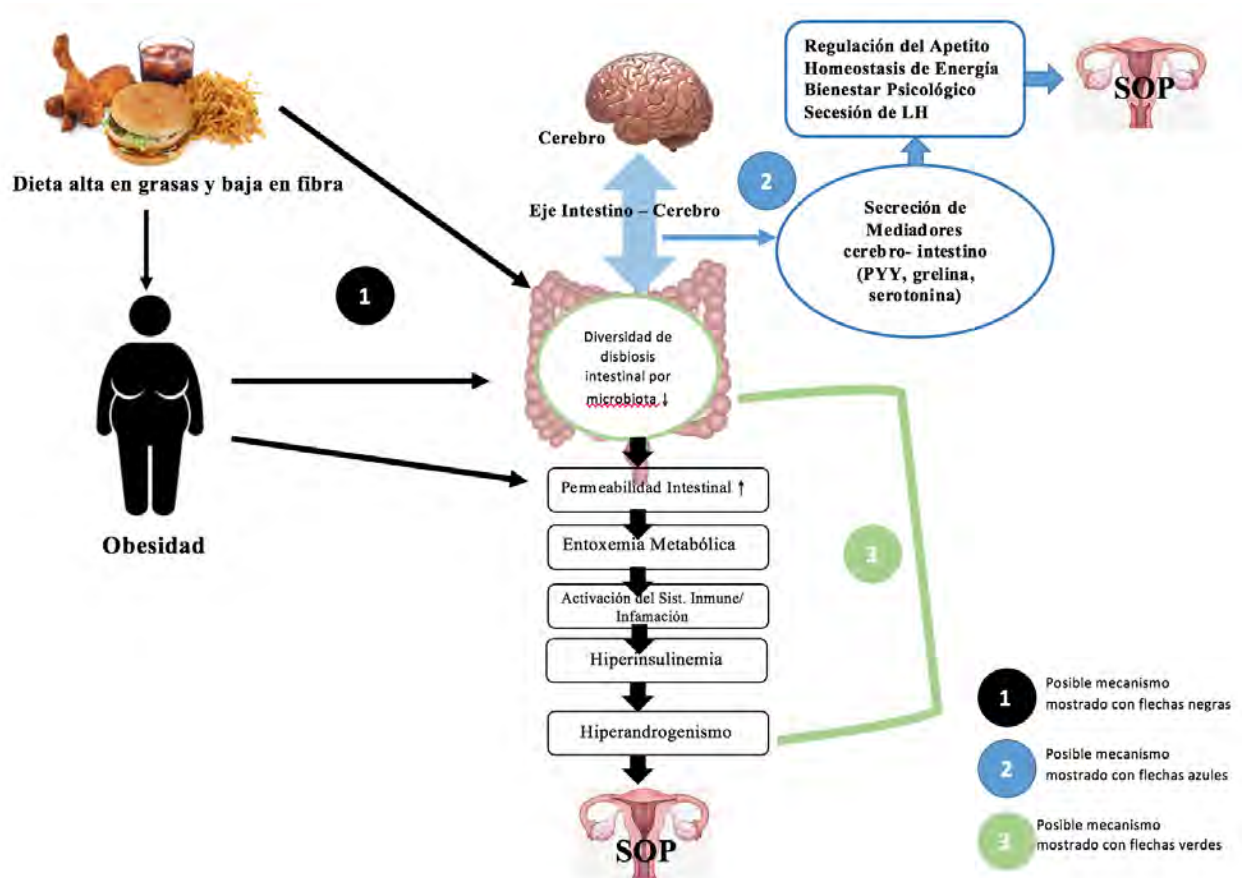 Dieta alta en grasas y baja en fibra
1
Obesidad
Cerebro
Eje Intestino – Cerebro
2
Regulación del Apetito
Homeostasis de Energía
Bienestar Psicológico
Secesión de LH
SOP
Secreción de
Mediadores
cerebro- intestino
(PYY, grelina,
serotonina)
Diversidad de
disbiosis
intestinal por
microbiota ↓
Permeabilidad Intestinal ↑
Entoxemia Metabólica
Activación del Sist. Inmune/
Infamación
Hiperinsulinemia
Hiperandrogenismo
SOP
3
1
Posible mecanismo
mostrado con flechas negras
2
Posible mecanismo
mostrado con flechas azules
3
Posible mecanismo
mostrado con flechas verdes